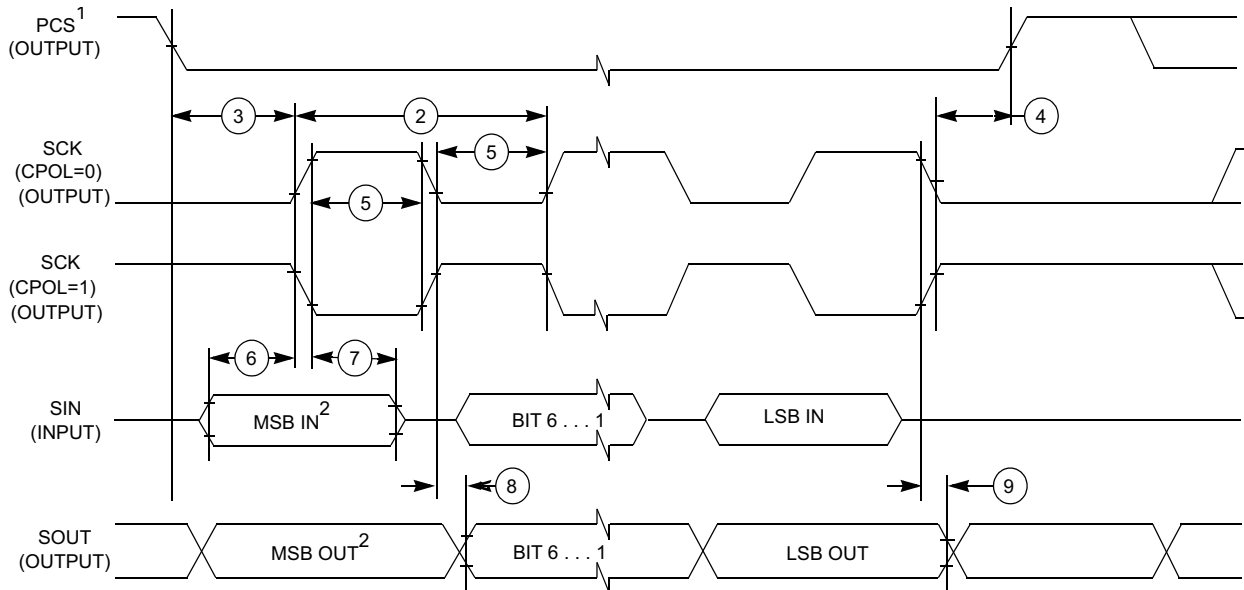 PCS1
(OUTPUT)
3
2
4
SCK
(CPOL=0)
(OUTPUT)
5
5
SCK
(CPOL=1)
(OUTPUT)
6
7
SIN
(INPUT)
MSB IN2
BIT 6 . . . 1
LSB IN
8
9
SOUT
(OUTPUT)
MSB OUT2
BIT 6 . . . 1
LSB OUT